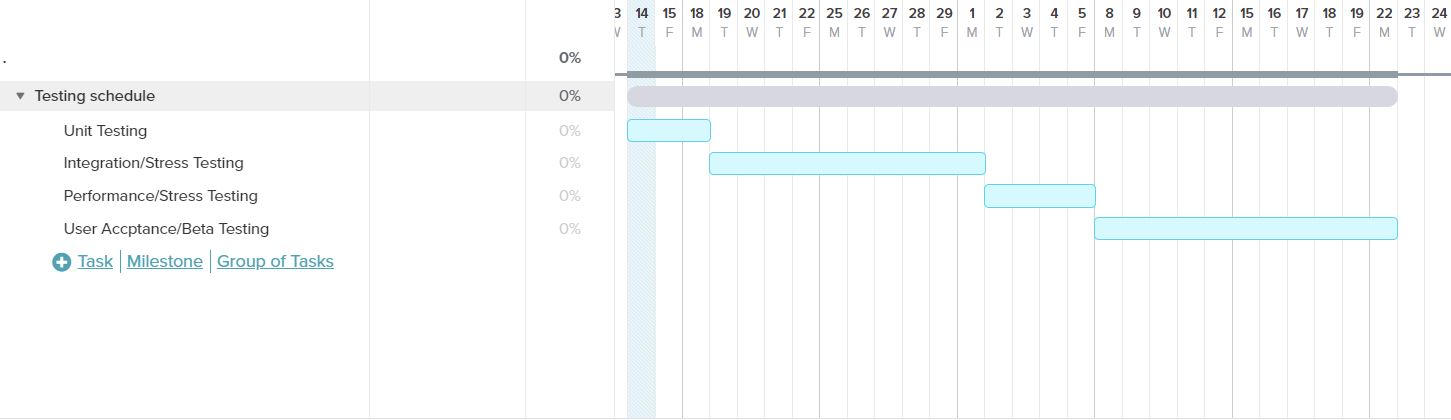 3 14 15 18 19 20 21 22 25 26 27 28 29 1 2 3 4 5 8 9 10 11 12 15 16 17 18 19 22 23 24
W T F M T W T F M T W T F M T W T F M T W T F M T W T F M T W
. 0%
Testing schedule 0%
Unit Testing 0%
Integration/Stress Testing 0%
Performance/Stress Testing 0%
User Accptance/Beta Testing 0%
Task Milestone Group of Tasks